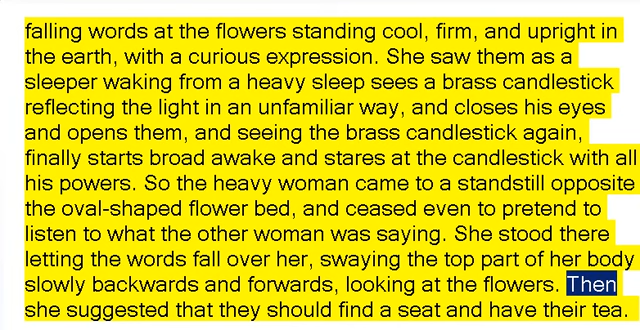 falling words at the flowers standing cool, firm, and upright in
the earth, with a curious expression. She saw them as a
sleeper waking from a heavy sleep sees a brass candlestick
reflecting the light in an unfamiliar way, and closes his eyes
and opens them, and seeing the brass candlestick again,
finally starts broad awake and stares at the candlestick with all
his powers. So the heavy woman came to a standstill opposite
the oval-shaped flower bed, and ceased even to pretend to
listen to what the other woman was saying. She stood there
letting the words fall over her, swaying the top part of her body
slowly backwards and forwards, looking at the flowers. Then
she suggested that they should find a seat and have their tea.